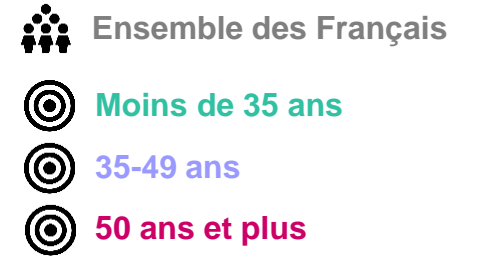 Ensemble des Français
Moins de 35 ans
35-49 ans
50 ans et plus